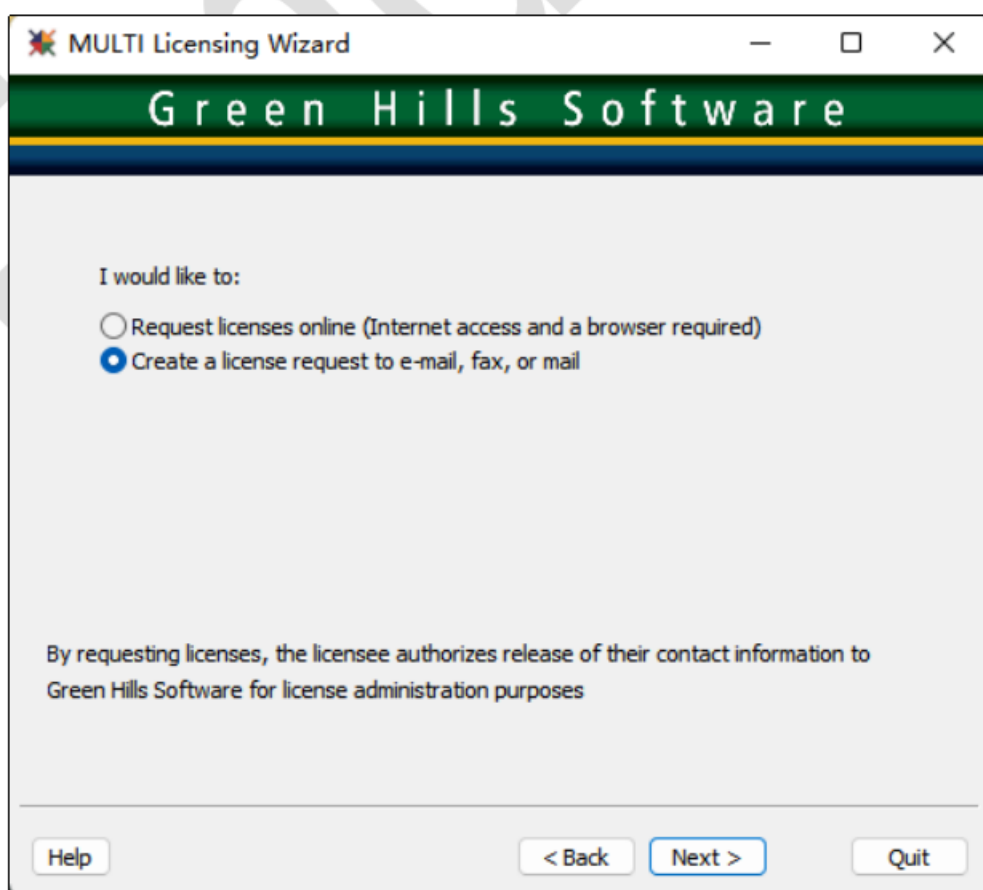 MULTI Licensing Wizard
Green Hills Software
I would like to:
Request licenses online (Internet access and a browser required)
Create a license request to e-mail, fax, or mail
By requesting licenses, the licensee authorizes release of their contact information to
Green Hills Software for license administration purposes
Help < Back Next > Quit